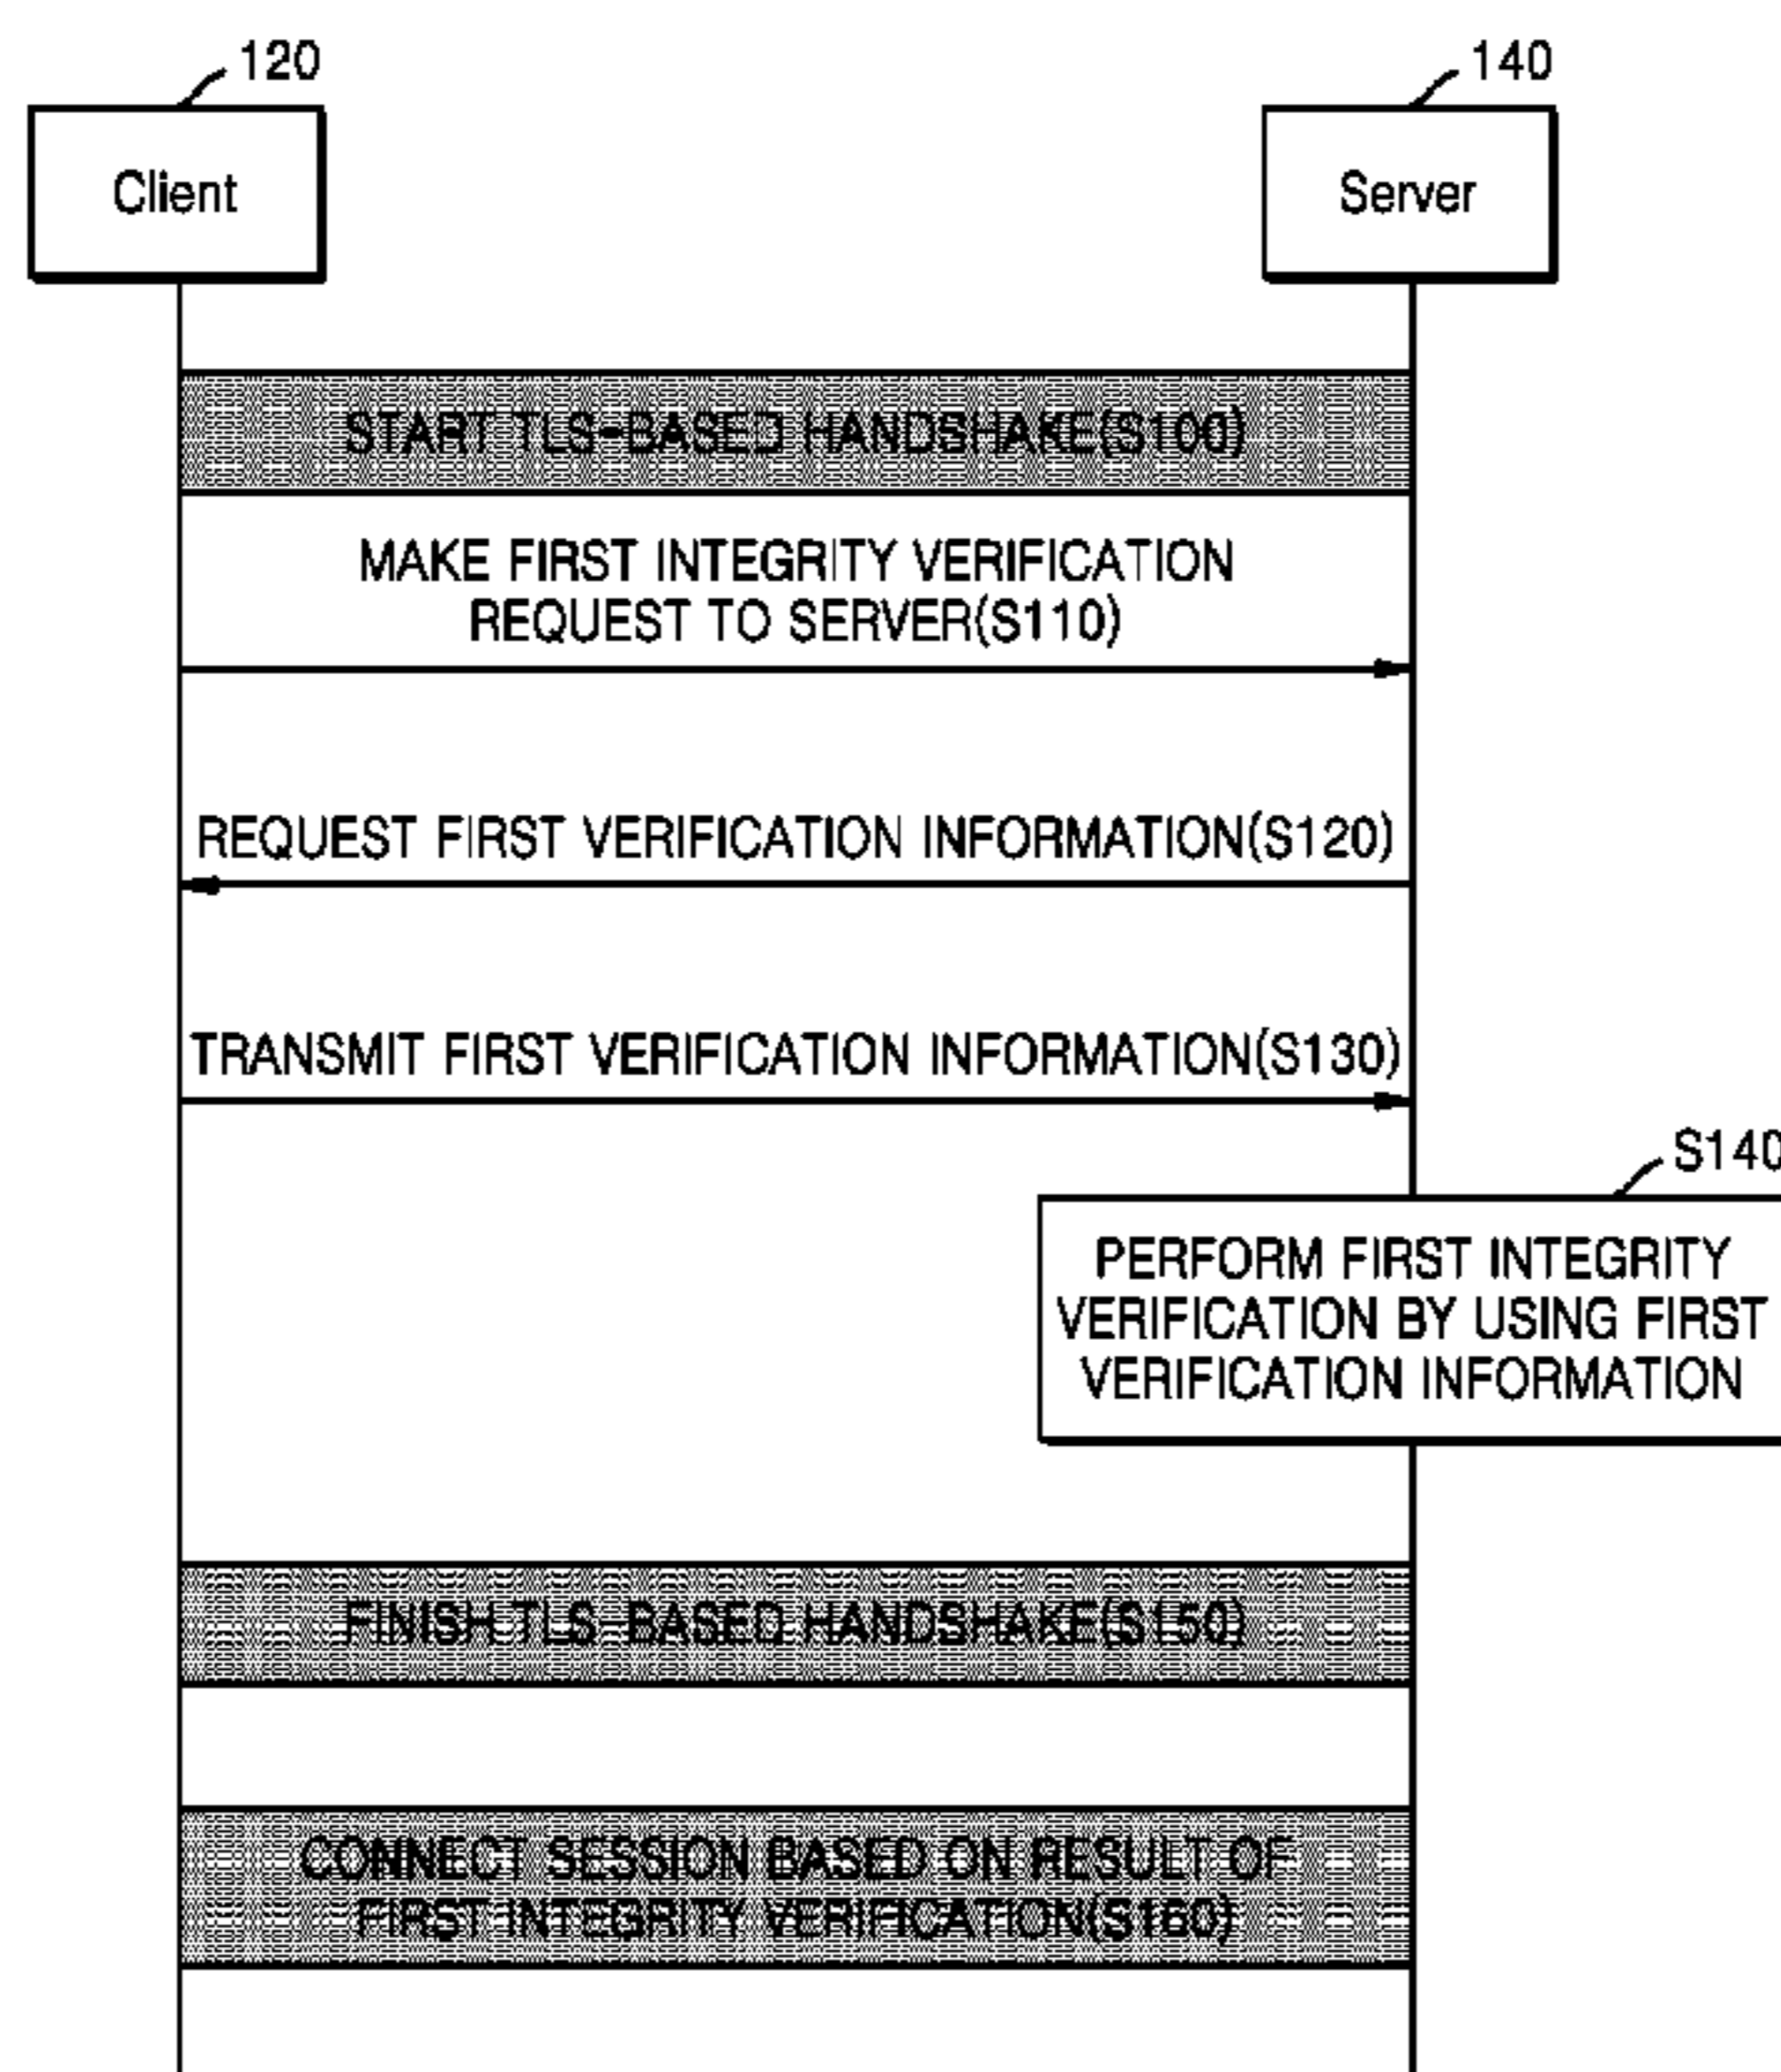 120
140
Client
Server
START TLS-BASED HANDSHAKE(S100)
MAKE FIRST INTEGRITY VERIFICATION
REQUEST TO SERVER(S110)
REQUEST FIRST VERIFICATION INFORMATION(S120)
TRANSMIT FIRST VERIFICATION INFORMATION(S130)
S140
PERFORM FIRST INTEGRITY
VERIFICATION BY USING FIRST
VERIFICATION INFORMATION
FINISH TLS-BASED HANDSHAKE(S150)
CONNECT SESSION BASED ON RESULT OF
FIRST INTEGRITY VERIFICATION(S160)